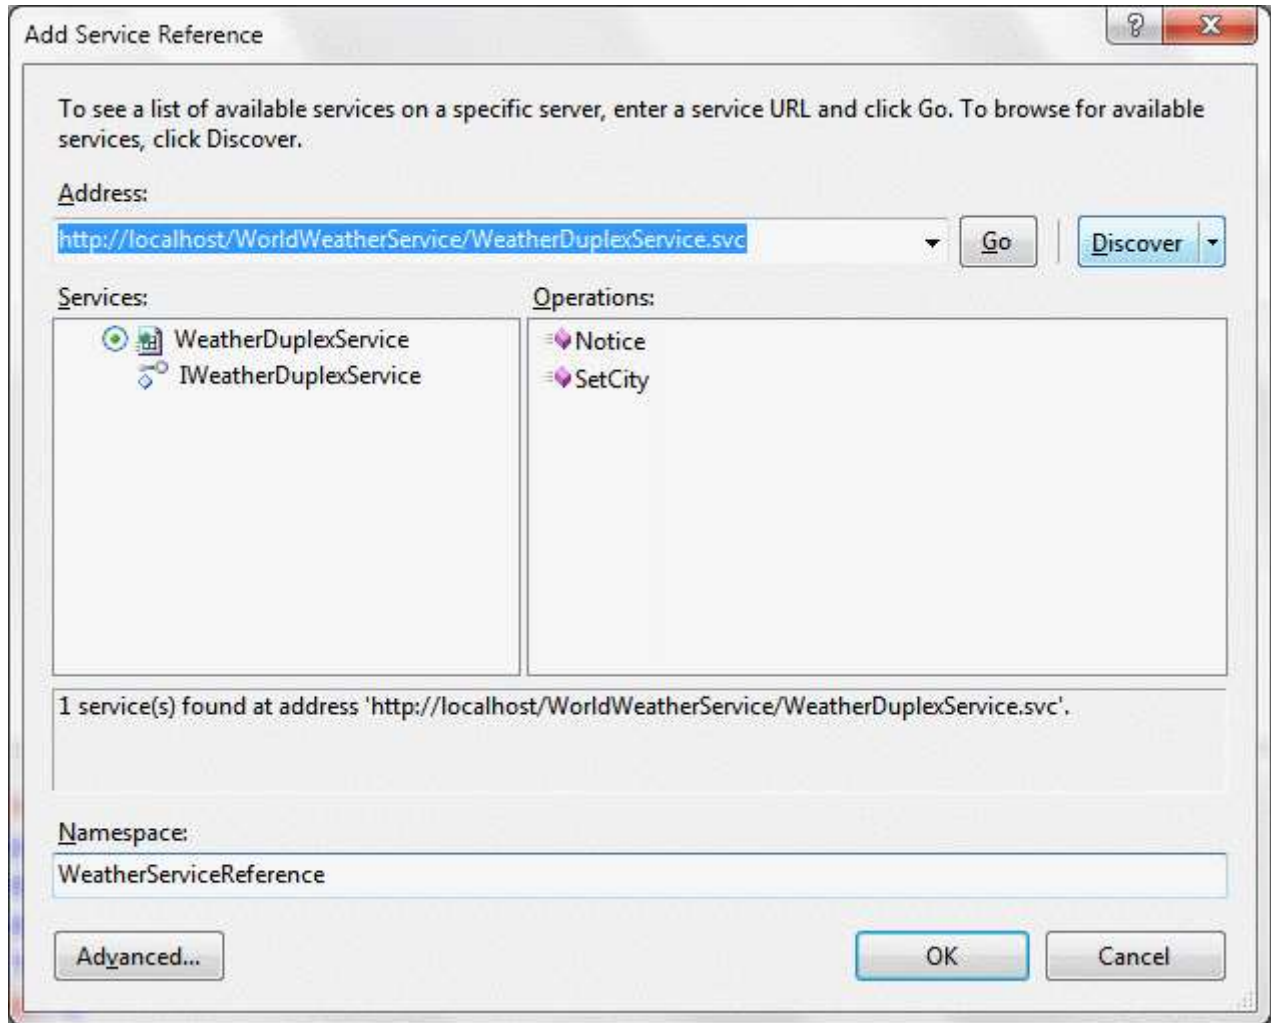 Add Service Reference
To see a list of available services on a specific server, enter a service URL and click Go. To browse for available
services, click Discover.
Address:
http://localhost/WorldWeatherService/WeatherDuplexService.svc
Go
Discover
Services:
Operations:
WeatherDuplexService
IWeatherDuplexService
Notice
SetCity
1 service(s) found at address 'http://localhost/WorldWeatherService/WeatherDuplexService.svc'.
Namespace:
WeatherServiceReference
Advanced...
OK
Cancel